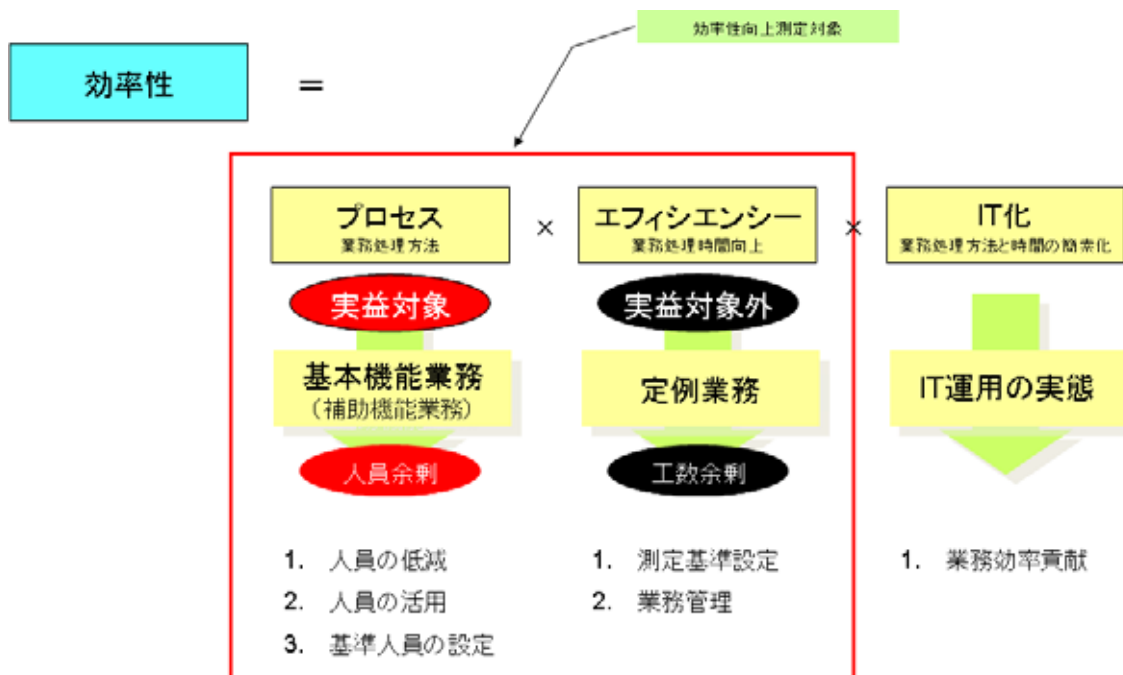 効率性向上測定対象
効率性
=
プロセス
業務処理方法
×
エフィシエンシー
業務処理時間向上
×
IT化
業務処理方法と時間の簡素化
実益対象
実益対象外
基本機能業務
（補助機能業務）
定例業務
IT運用の実態
人員余剰
工数余剰
1. 人員の低減
2. 人員の活用
3. 基準人員の設定
1. 測定基準設定
2. 業務管理
1. 業務効率貢献